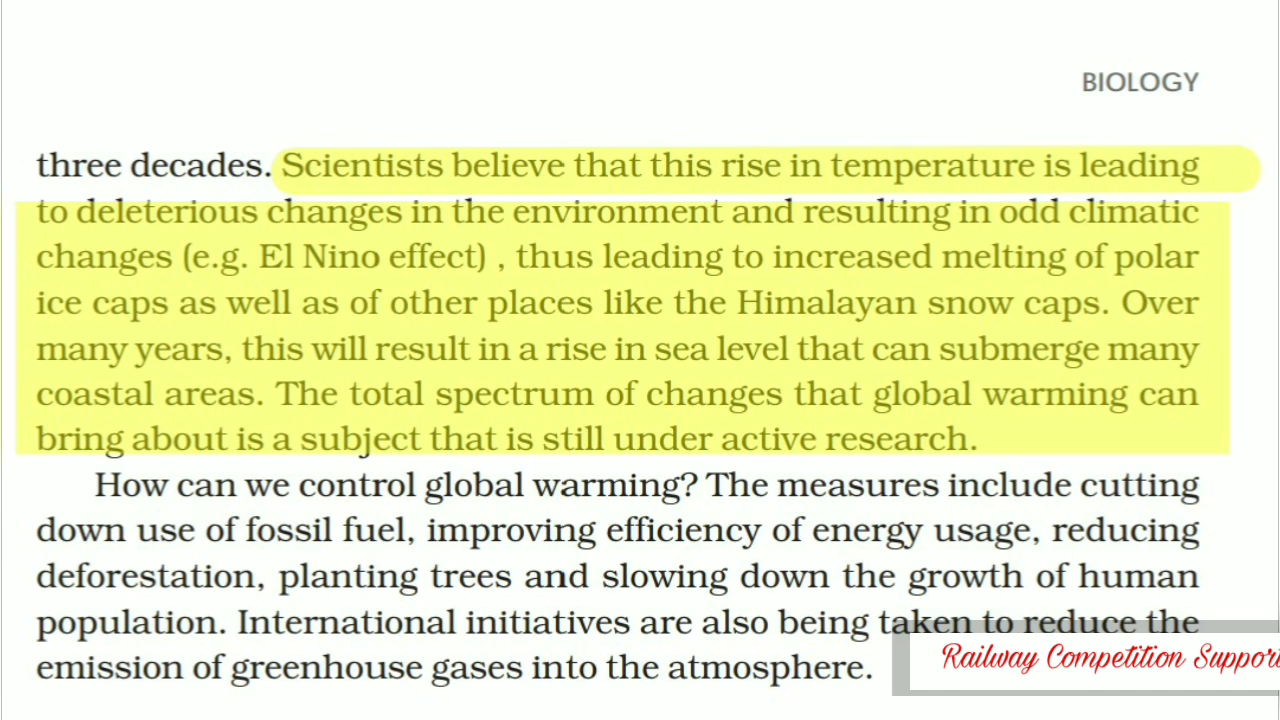 BIOLOGY
three decades. Scientists believe that this rise in temperature is leading
to deleterious changes in the environment and resulting in odd climatic
changes (e.g. El Nino effect) , thus leading to increased melting of polar
ice caps as well as of other places like the Himalayan snow caps. Over
many years, this will result in a rise in sea level that can submerge many
coastal areas. The total spectrum of changes that global warming can
bring about is a subject that is still under active research.
How can we control global warming? The measures include cutting
down use of fossil fuel, improving efficiency of energy usage, reducing
deforestation, planting trees and slowing down the growth of human
population. International initiatives are also being taken to reduce the
emission of greenhouse gases into the atmosphere.
Railway Competition Support